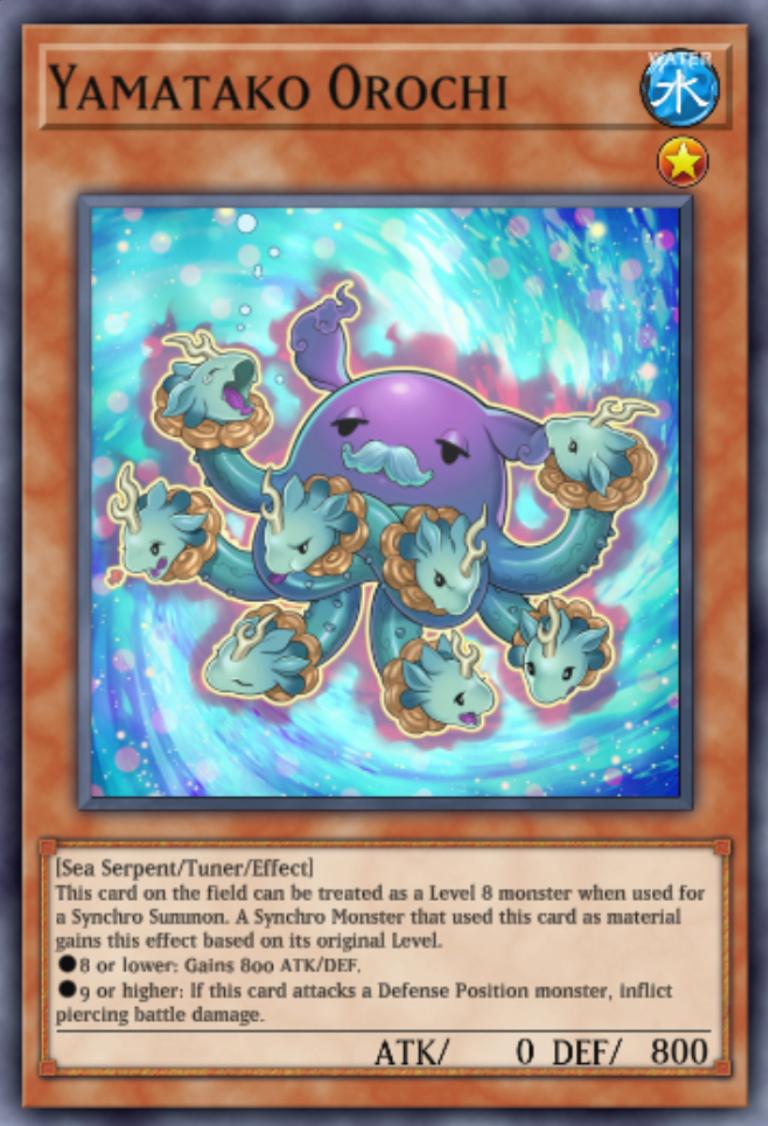 Yamatako Orochi
WATER
水
[Sea Serpent/Tuner/Effect]
This card on the field can be treated as a Level 8 monster when used for
a Synchro Summon. A Synchro Monster that used this card as material
gains this effect based on its original Level.
●8 or lower: Gains 800 ATK/DEF.
●9 or higher: If this card attacks a Defense Position monster, inflict
piercing battle damage.
ATK/ 0 DEF/ 800